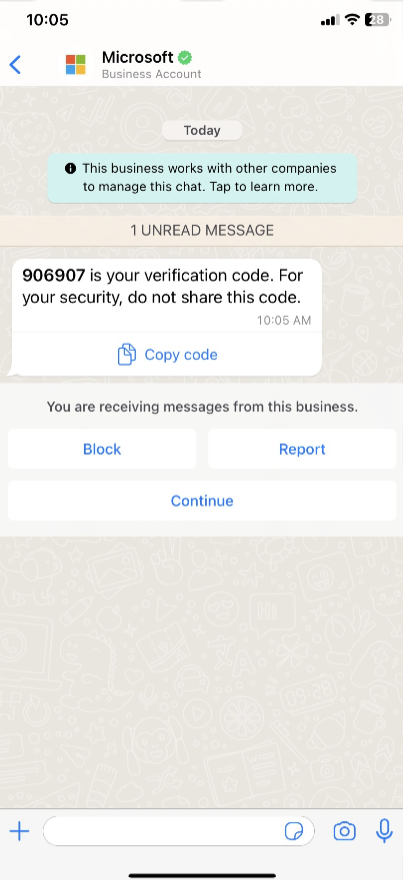 10:05
28
Microsoft
Business Account
Today
This business works with other companies
to manage this chat. Tap to learn more.
1 UNREAD MESSAGE
906907 is your verification code. For
your security, do not share this code.
10:05 AM
Copy code
You are receiving messages from this business.
Block
Report
Continue